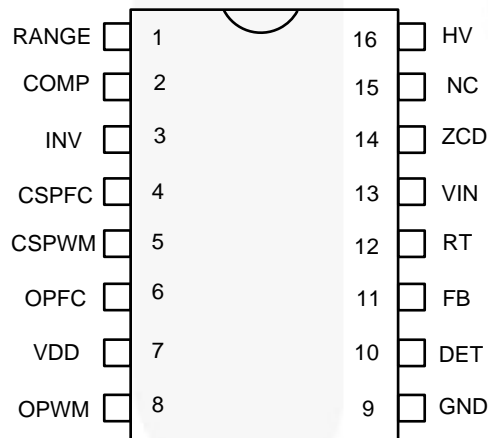 RANGE 1 16 HV
COMP 2 15 NC
INV 3 14 ZCD
CSPFC 4 13 VIN
CSPWM 5 12 RT
OPFC 6 11 FB
VDD 7 10 DET
OPWM 8 9 GND